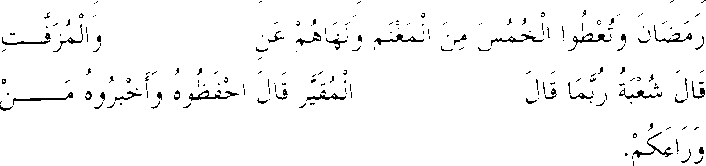 رَمَضَانَ وَتُعْطُوا الْخُمُسَ مِنَ الْمَغْنَمِ وَنَهَاهُمْ عَنِ وَالْمُزَفَّتِ
قَالَ شُعْبَةُ رُبَّمَا قَالَ الْمُقَيَّرِ قَالَ احْفَظُوهُ وَأَخْبِرُوهُ مَنْ
وَرَاءَكُمْ.